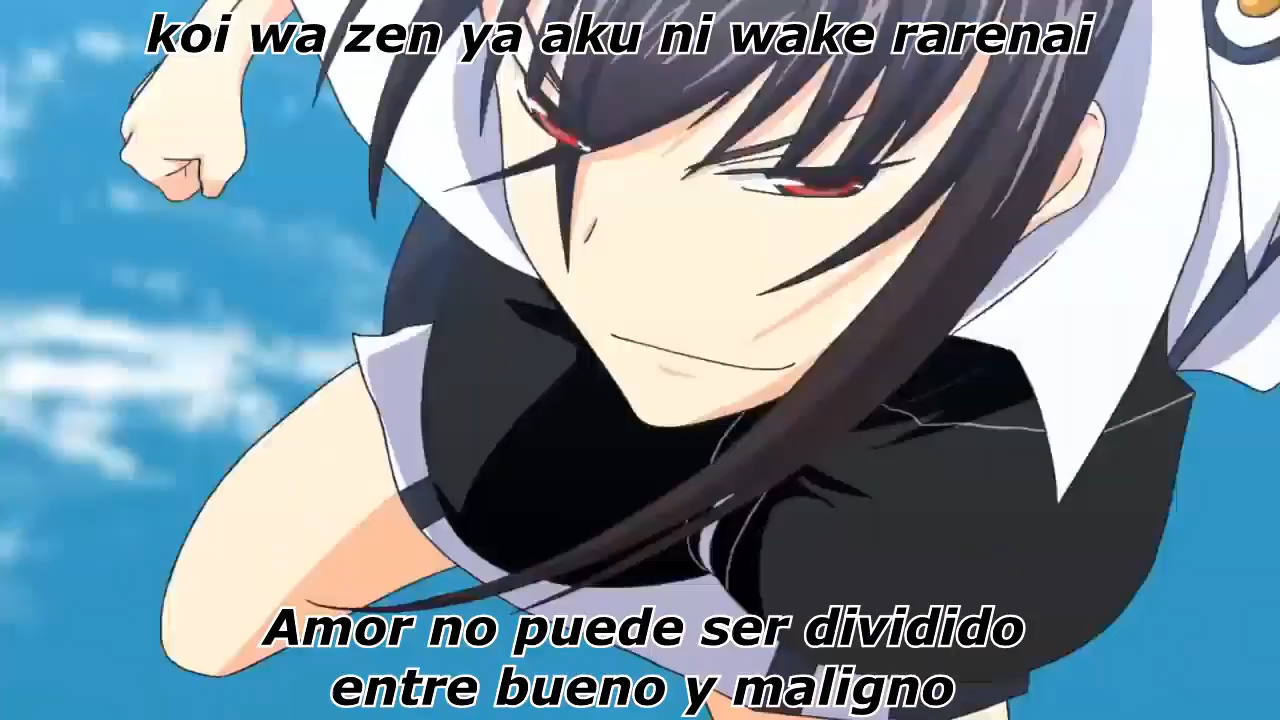 koi wa zen ya aku ni wake rarenai
Amor no puede ser dividido
entre bueno y maligno